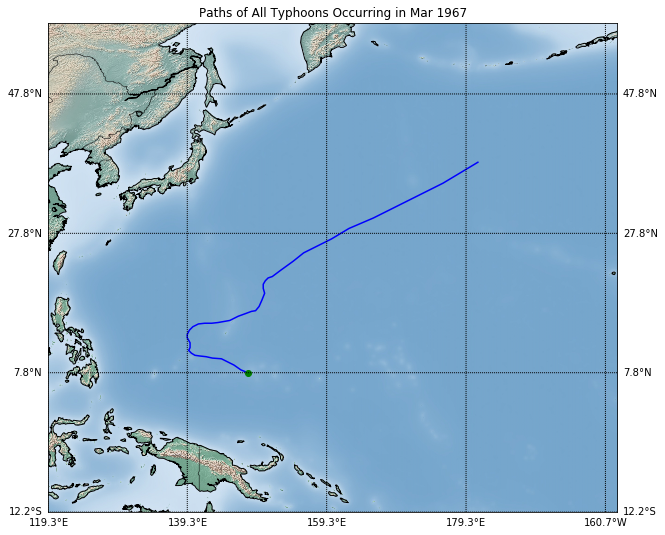 Paths of All Typhoons Occurring in Mar 1967
47.8°N 47.8°N
27.8°N 27.8°N
7.8°N 7.8°N
12.2°S 12.2°S
119.3°E 139.3°E 159.3°E 179.3°E 160.7°W